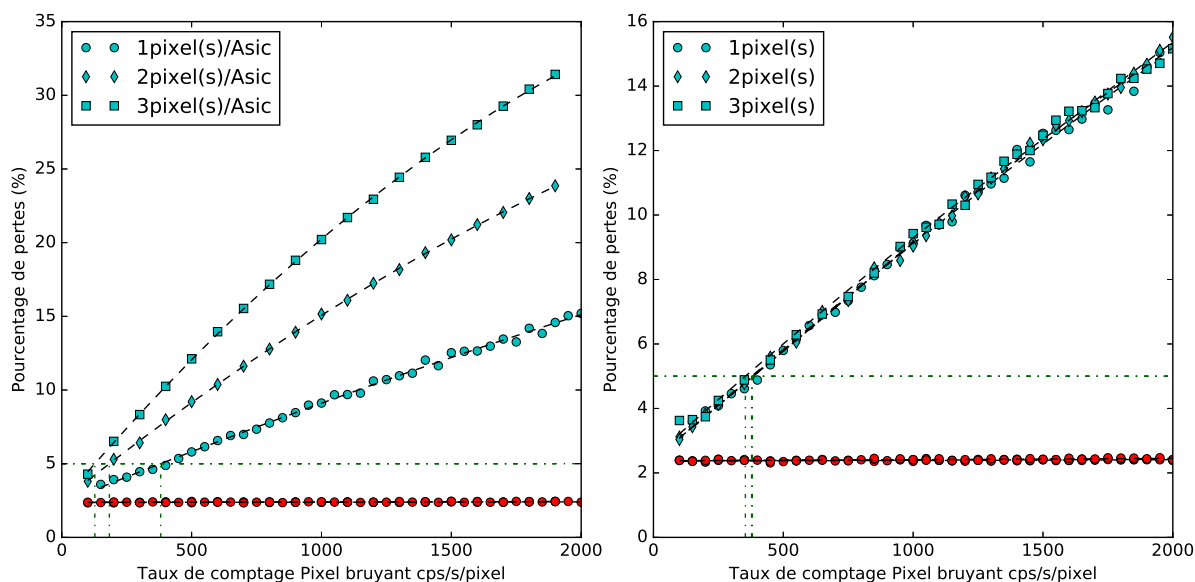 35
30
25
20
15
10
5
0
Pourcentage de pertes (%)
1pixel(s)/Asic
2pixel(s)/Asic
3pixel(s)/Asic
0
500
1000
1500
2000
Taux de comptage Pixel bruyant cps/s/pixel
16
14
12
10
8
6
4
2
0
Pourcentage de pertes (%)
1pixel(s)
2pixel(s)
3pixel(s)
0
500
1000
1500
2000
Taux de comptage Pixel bruyant cps/s/pixel